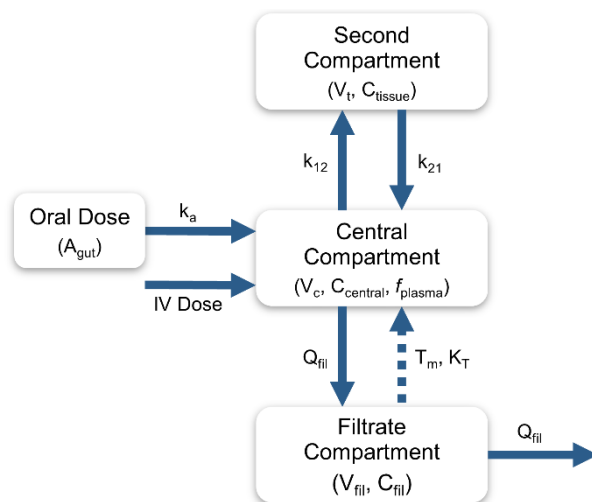 Second
Compartment
(Vt, Ctissue)
k12
k21
Oral Dose
(Agut)
ka
IV Dose
Central
Compartment
(Vc, Ccentral, fplasma)
Qfil
Tm, KT
Filtrate
Compartment
(Vfil, Cfil)
Qfil